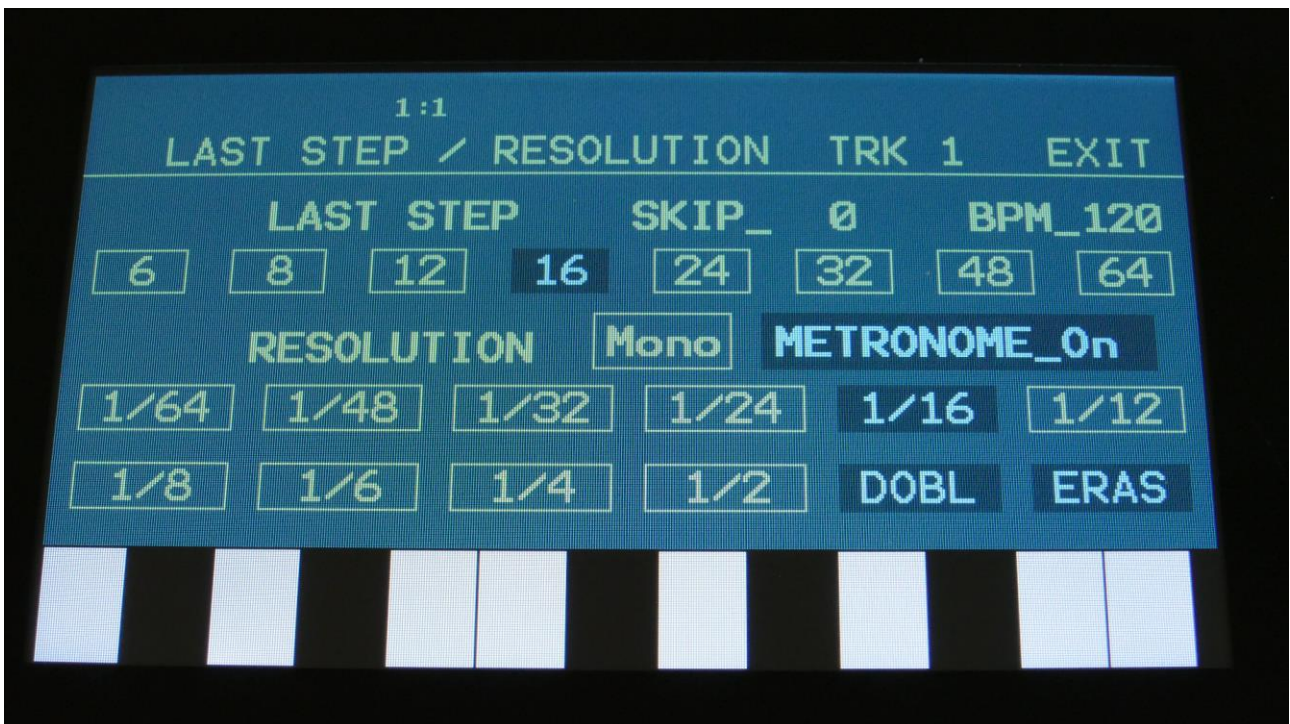 1:1
LAST STEP / RESOLUTION TRK 1 EXIT
LAST STEP SKIP_ 0 BPM_120
6 8 12 16 24 32 48 64
RESOLUTION Mono METRONOME_On
1/64 1/48 1/32 1/24 1/16 1/12
1/8 1/6 1/4 1/2 DOBL ERAS